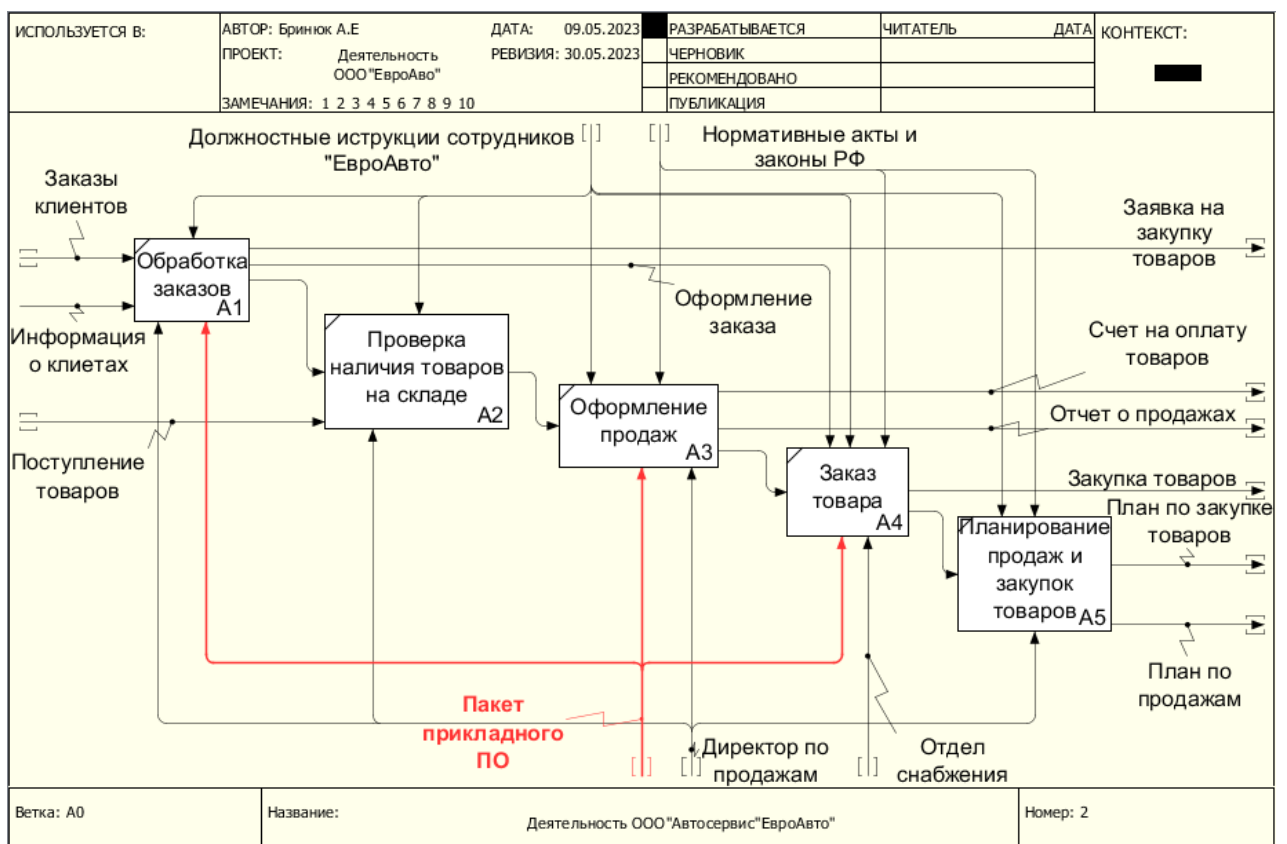 ИСПОЛЬЗУЕТСЯ В:
АВТОР: Бринюк А.Е
ДАТА: 09.05.2023
ПРОЕКТ: Деятельность
ООО"ЕвроАво"
РЕВИЗИЯ: 30.05.2023
ЗАМЕЧАНИЯ: 1 2 3 4 5 6 7 8 9 10
РАЗРАБАТЫВАЕТСЯ
ЧЕРНОВИК
РЕКОМЕНДОВАНО
ПУБЛИКАЦИЯ
ЧИТАТЕЛЬ
ДАТА
КОНТЕКСТ:
Должностные иструкции сотрудников
"ЕвроАвто"
Нормативные акты и
законы РФ
Заказы
клиентов
Заявка на
закупку
товаров
Обработка
заказов
A1
Информация
о клиетах
Оформление
заказа
Проверка
наличия товаров
на складе
A2
Счет на оплату
товаров
Оформление
продаж
A3
Отчет о продажах
Поступление
товаров
Заказ
товара
A4
Закупка товаров
План по закупке
товаров
Планирование
продаж и
закупок
товаров
A5
План по
продажам
Пакет
прикладного
ПО
Директор по
продажам
Отдел
снабжения
Ветка: A0
Название:
Деятельность ООО"Автосервис"ЕвроАвто"
Номер: 2